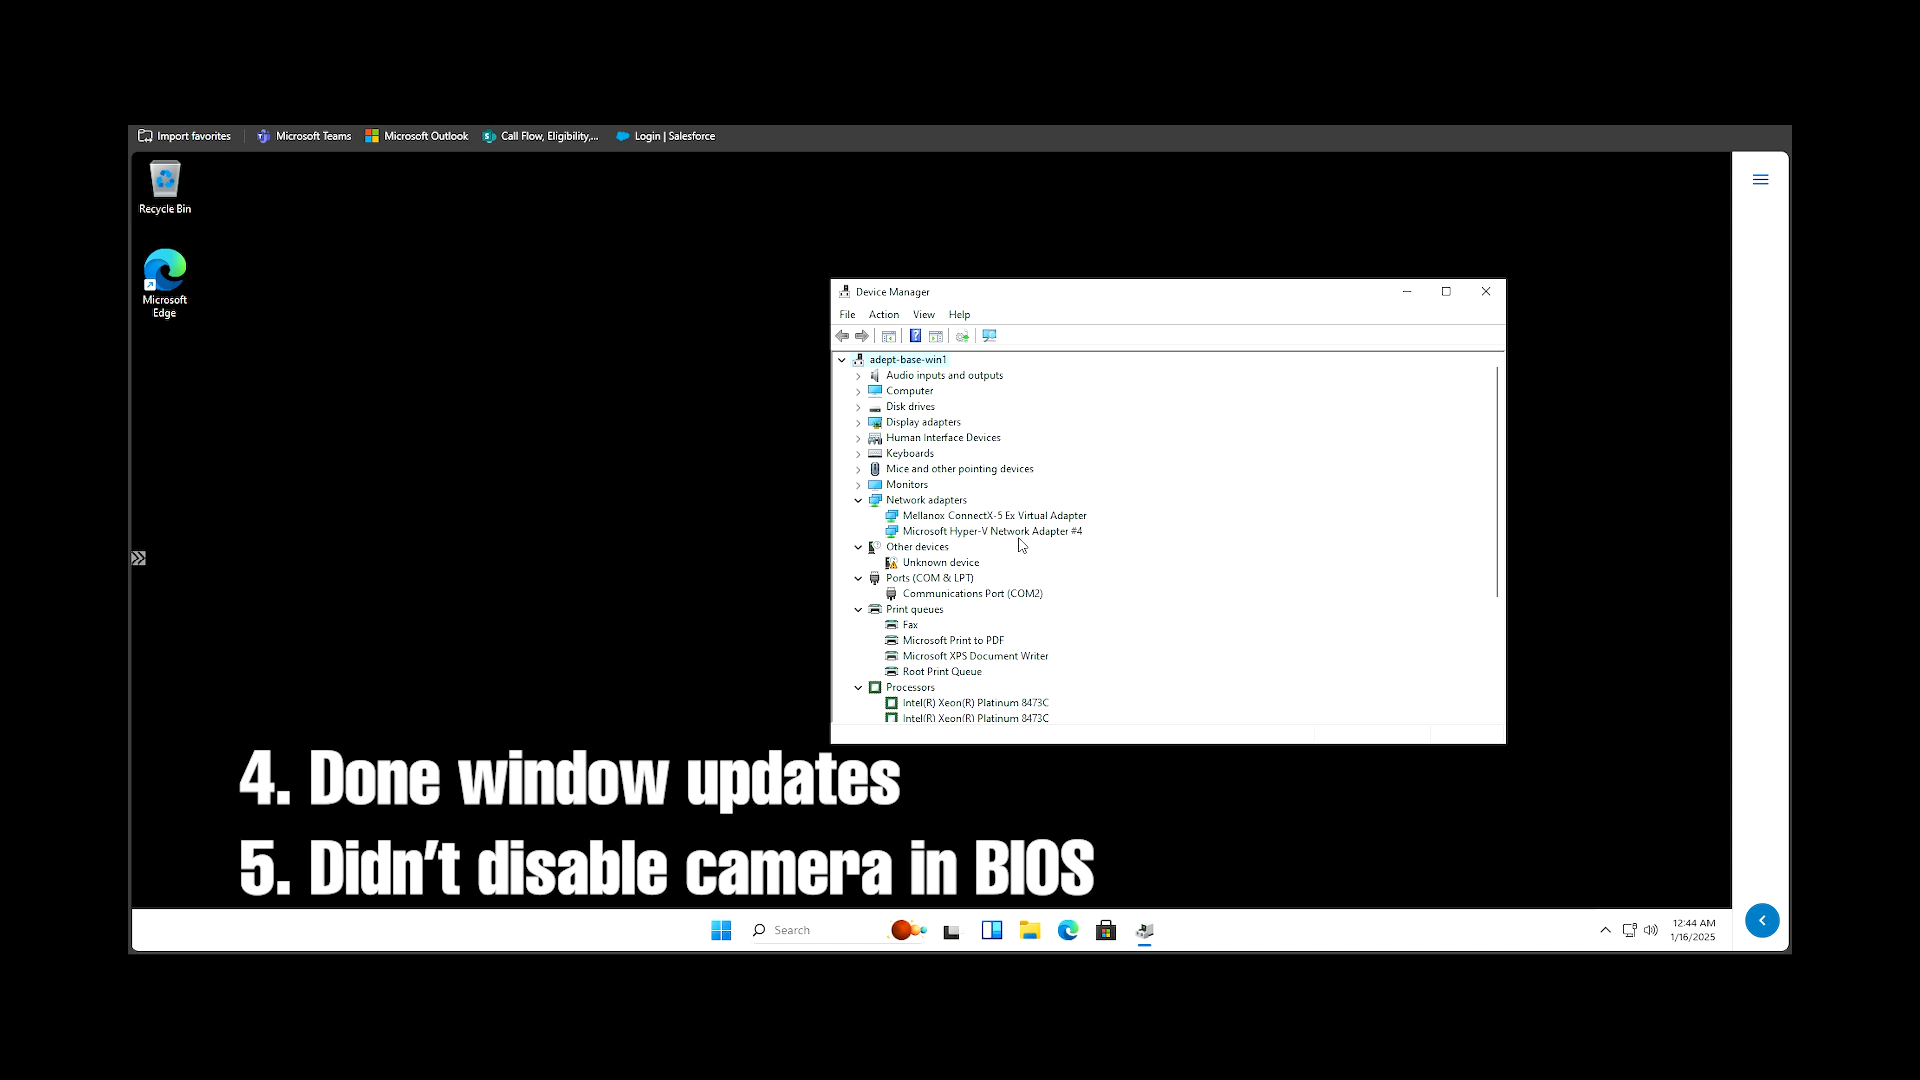 Import favorites
Microsoft Teams
Microsoft Outlook
Call Flow, Eligibility,...
Login | Salesforce
Recycle Bin
Microsoft
Edge
Device Manager
File Action View Help
adept-base-win1
Audio inputs and outputs
Computer
Disk drives
Display adapters
Human Interface Devices
Keyboards
Mice and other pointing devices
Monitors
Network adapters
Mellanox ConnectX-5 Ex Virtual Adapter
Microsoft Hyper-V Network Adapter #4
Other devices
Unknown device
Ports (COM & LPT)
Communications Port (COM2)
Print queues
Fax
Microsoft Print to PDF
Microsoft XPS Document Writer
Root Print Queue
Processors
Intel(R) Xeon(R) Platinum 8473C
Intel(R) Xeon(R) Platinum 8473C
4. Done window updates
5. Didn't disable camera in BIOS
Search
12:44 AM
1/16/2025